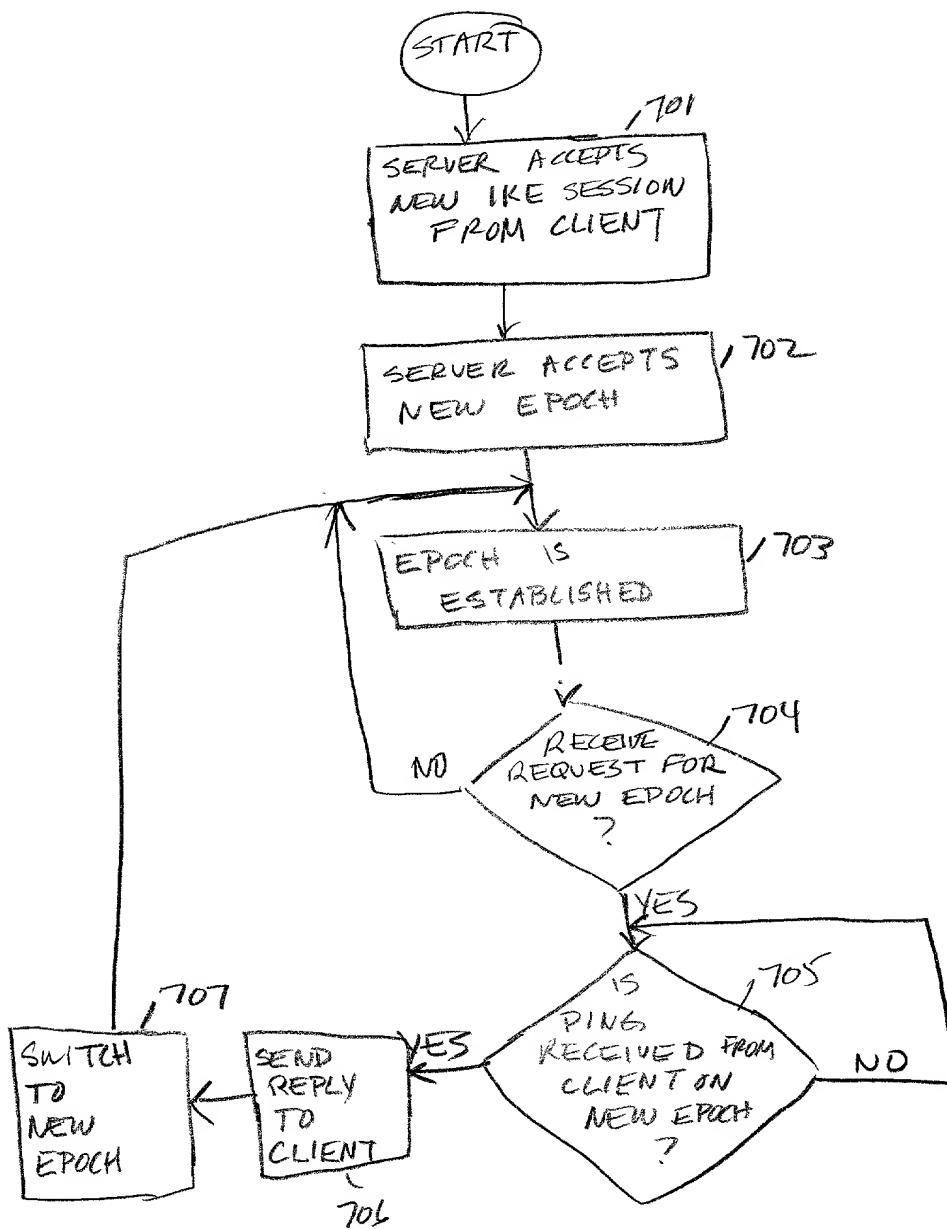 START
701
SERVER ACCEPTS
NEW IKE SESSION
FROM CLIENT
702
SERVER ACCEPTS
NEW EPOCH
703
EPOCH IS
ESTABLISHED
704
RECEIVE
REQUEST FOR
NEW EPOCH
?
NO
YES
705
IS
PING
RECEIVED FROM
CLIENT ON
NEW EPOCH
?
NO
YES
SEND
REPLY
TO
CLIENT
706
707
SWITCH
TO
NEW
EPOCH